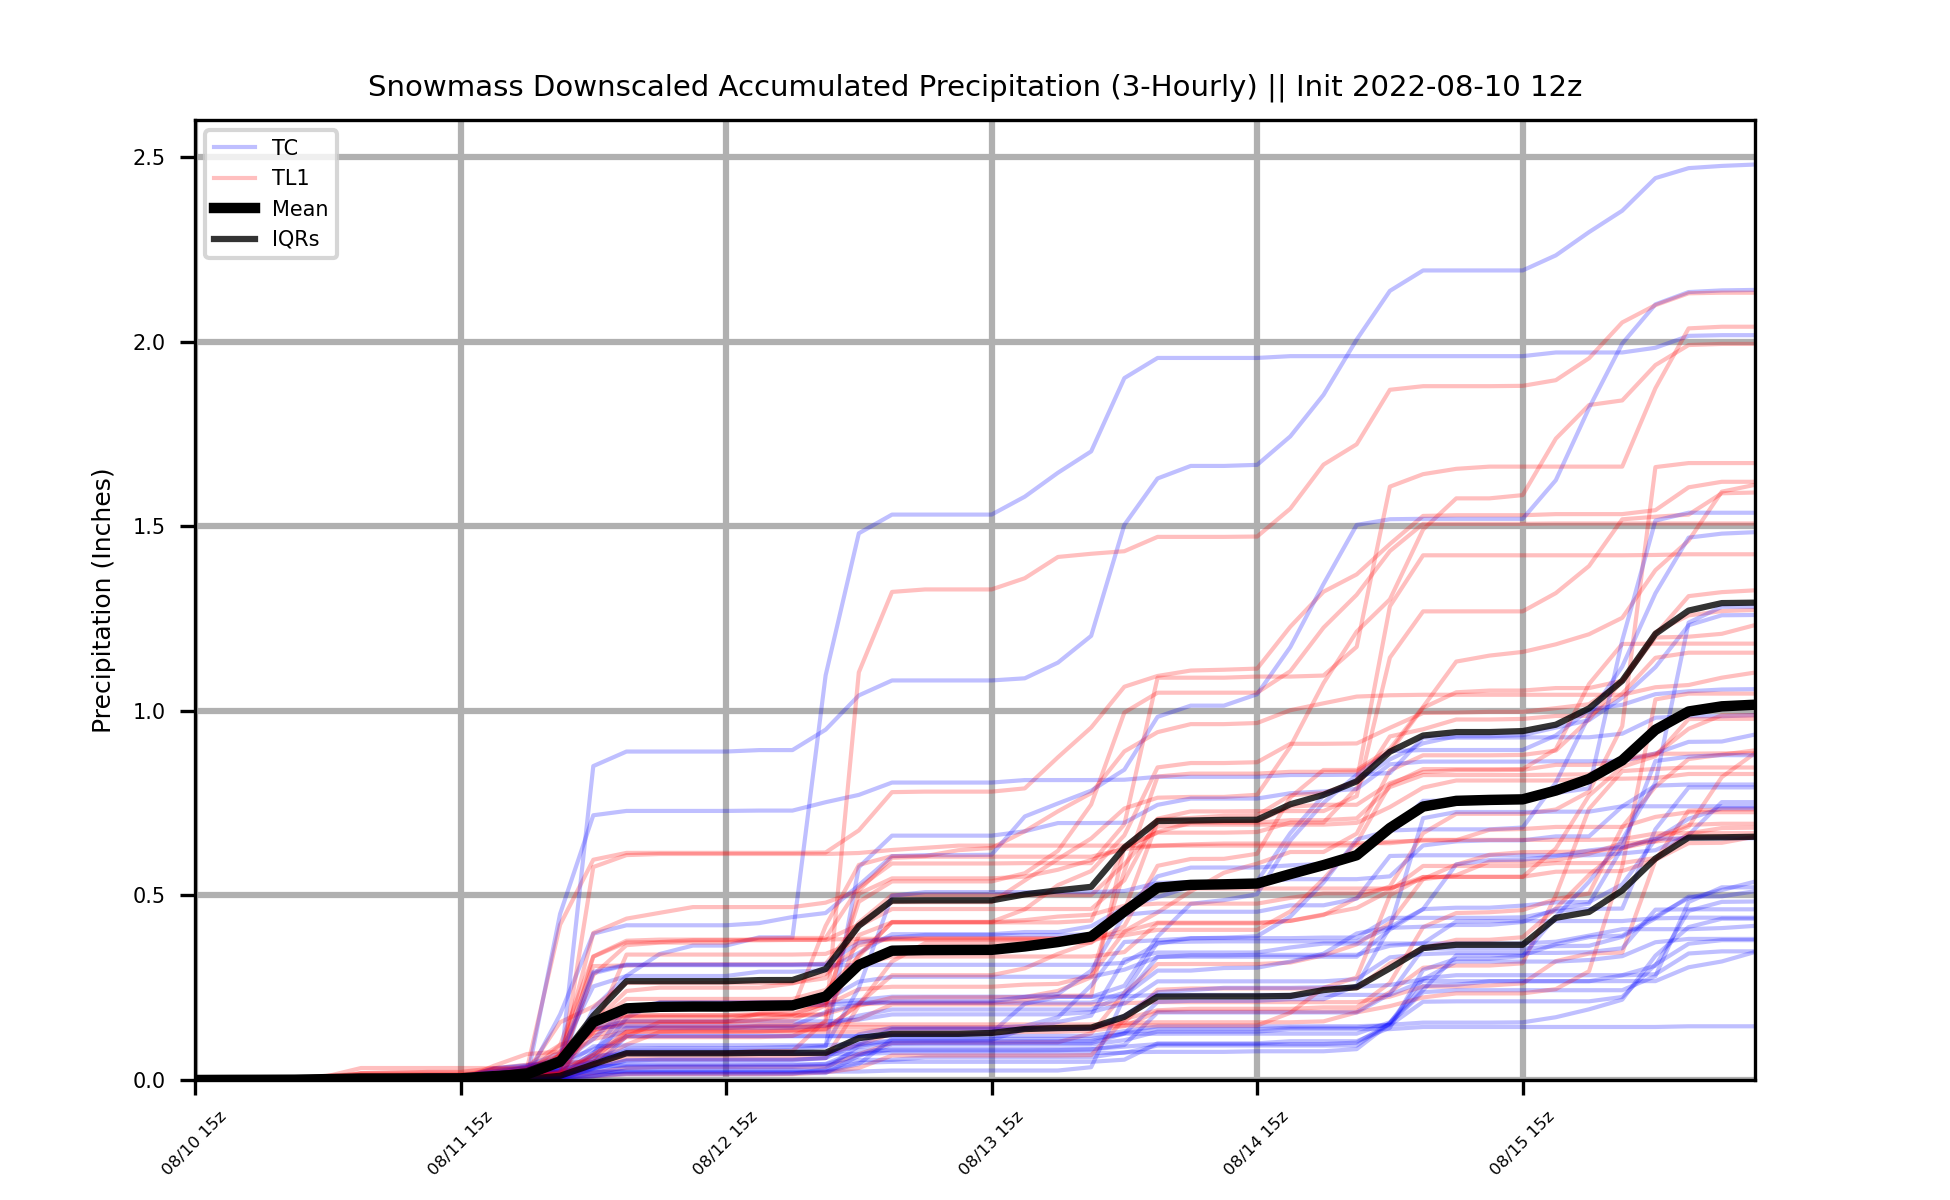 Snowmass Downscaled Accumulated Precipitation (3-Hourly) || Init 2022-08-10 12z
TC
TL1
Mean
IQRs
Precipitation (Inches)
2.5
2.0
1.5
1.0
0.5
0.0
08/10 15z
08/11 15z
08/12 15z
08/13 15z
08/14 15z
08/15 15z